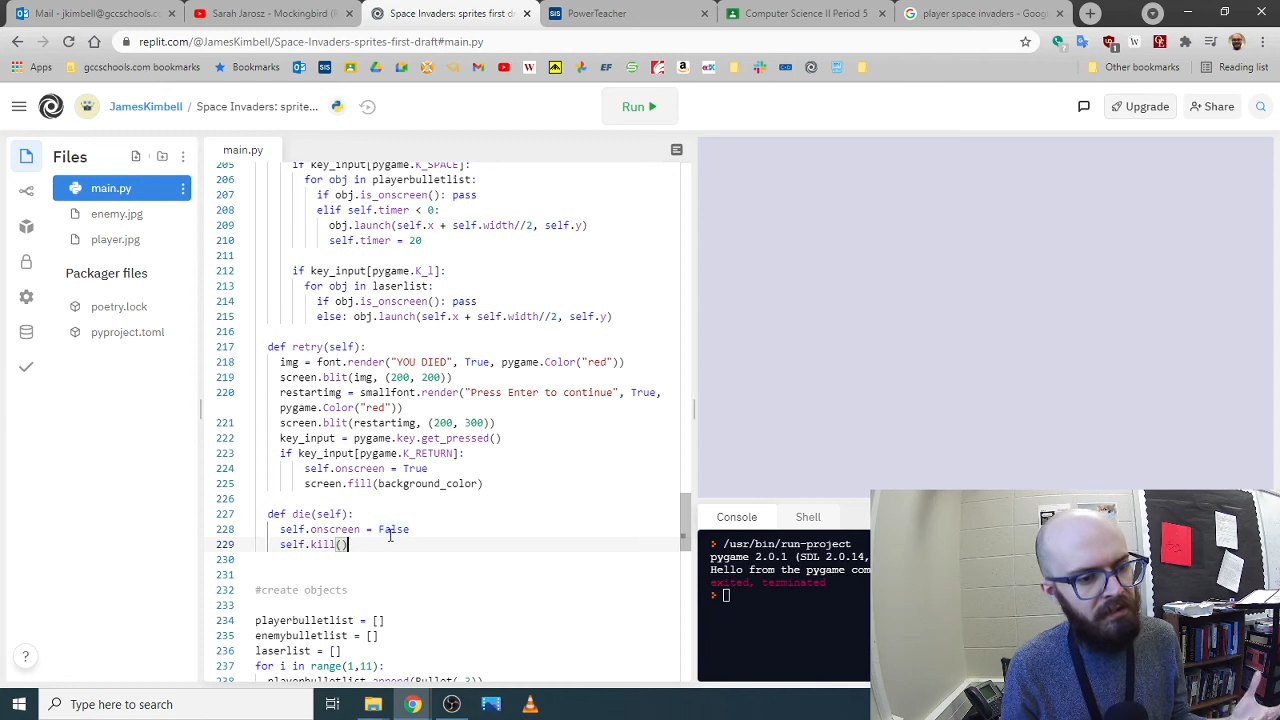 Mail - jkimbell@gccschools.com
Sarah Jarosz - Mockingbird (
Space Invaders: sprites first draft
PowerTeacher
Computer Science II Period 5
player space invaders - Goog
replit.com/@JamesKimbell/Space-Invaders-sprites-first-draft#main.py
Apps
gccschools.com bookmarks
Bookmarks
SIS
EF
Other bookmarks
Reading list
JamesKimbell / Space Invaders: sprite...
Run
Upgrade
Share
Files
main.py
enemy.jpg
player.jpg
Packager files
poetry.lock
pyproject.toml
main.py
205 if key_input[pygame.K_SPACE]:
206 for obj in playerbulletlist:
207 if obj.is_onscreen(): pass
208 elif self.timer < 0:
209 obj.launch(self.x + self.width//2, self.y)
210 self.timer = 20
211
212 if key_input[pygame.K_l]:
213 for obj in laserlist:
214 if obj.is_onscreen(): pass
215 else: obj.launch(self.x + self.width//2, self.y)
216
217 def retry(self):
218 img = font.render("YOU DIED", True, pygame.Color("red"))
219 screen.blit(img, (200, 200))
220 restartimg = smallfont.render("Press Enter to continue", True,
pygame.Color("red"))
221 screen.blit(restartimg, (200, 300))
222 key_input = pygame.key.get_pressed()
223 if key_input[pygame.K_RETURN]:
224 self.onscreen = True
225 screen.fill(background_color)
226
227 def die(self):
228 self.onscreen = False
229 self.kill()
230
231
232 #create objects
233
234 playerbulletlist = []
235 enemybulletlist = []
236 laserlist = []
237 for i in range(1,11):
238 playerbulletlist.append(Bullet(-3)
Console
Shell
/usr/bin/run-project
pygame 2.0.1 (SDL 2.0.14,
Hello from the pygame com
exited, terminated
Type here to search